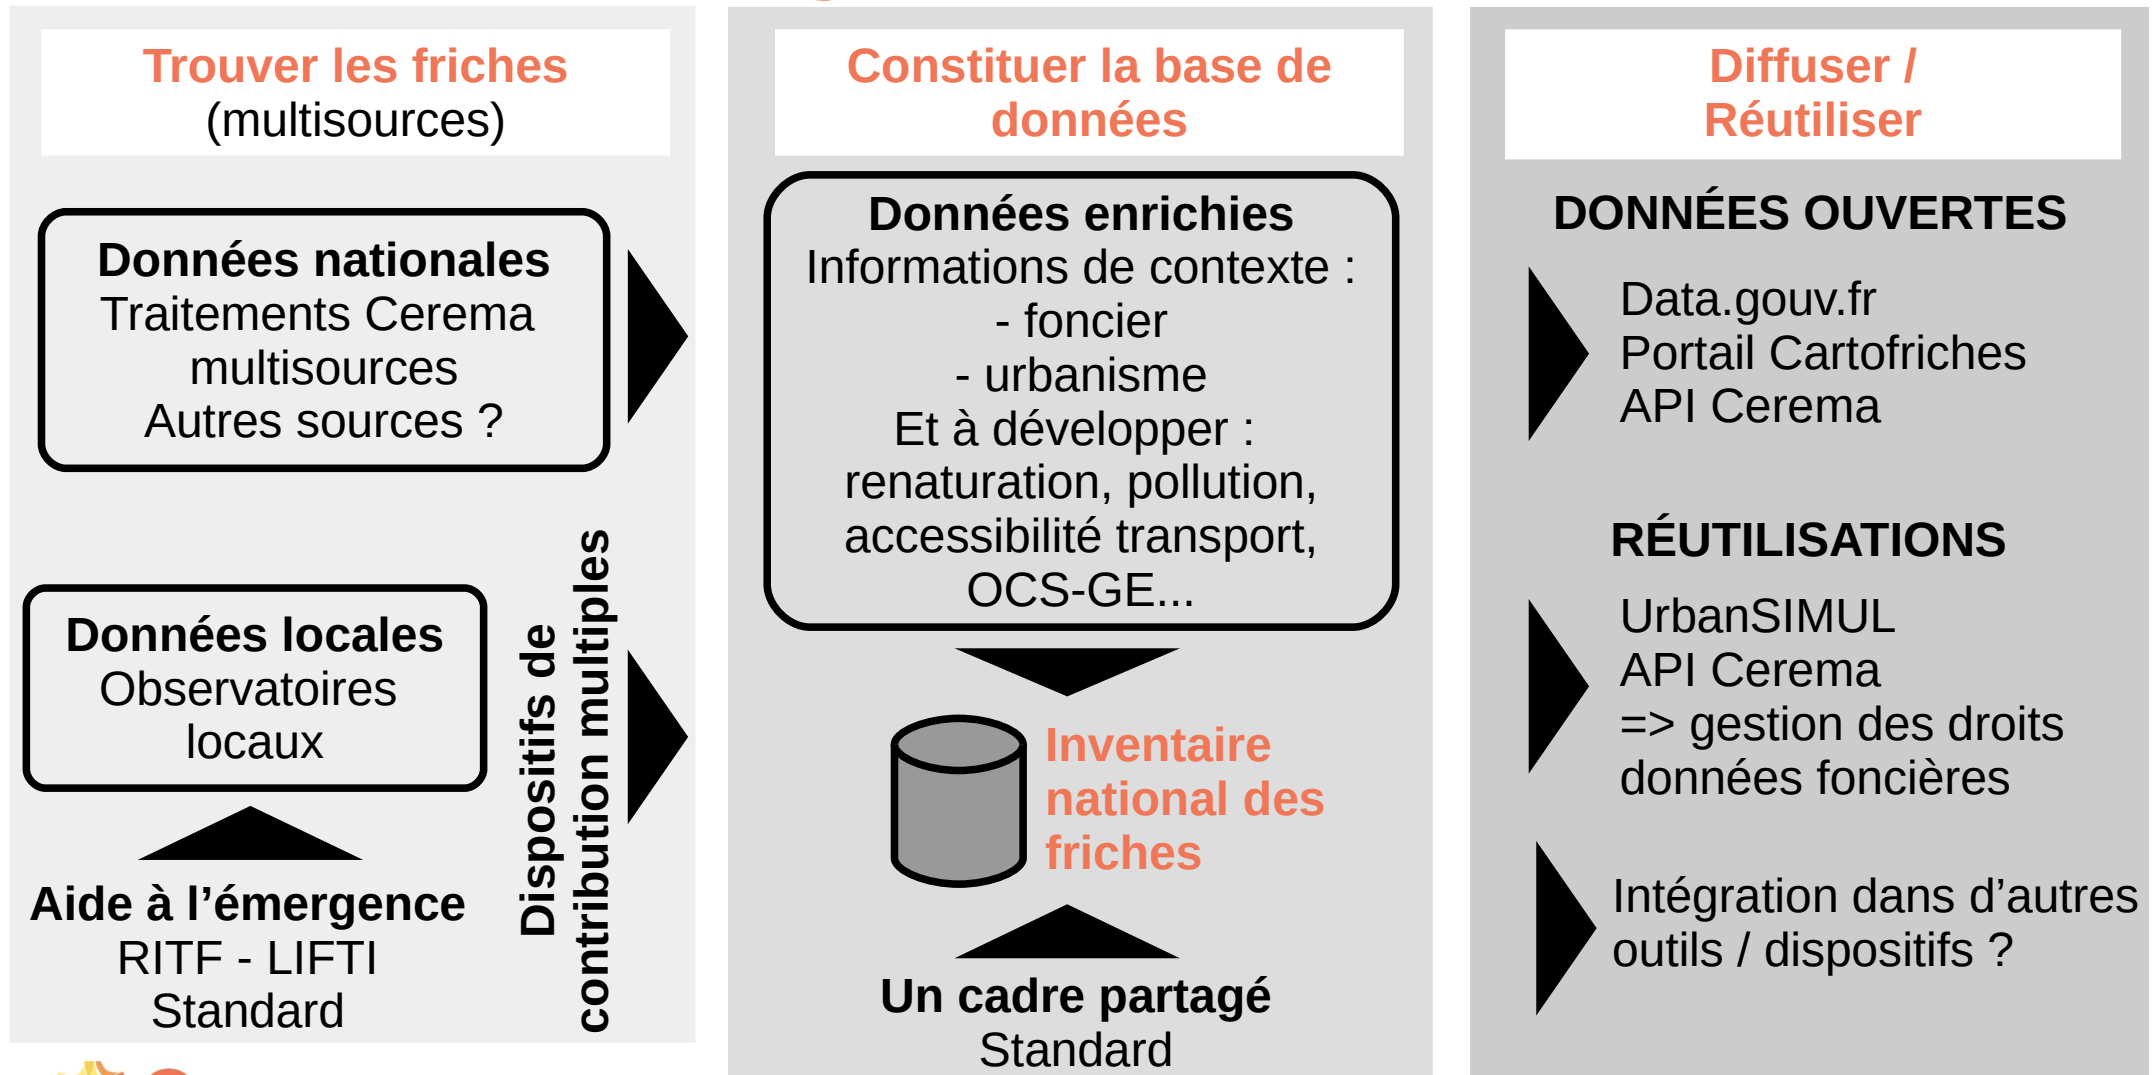 Trouver les friches
(multisources)
Données nationales
Traitements Cerema
multisources
Autres sources ?
Données locales
Observatoires
locaux
Aide à l’émergence
RITF - LIFTI
Standard
Dispositifs de
contribution multiples
Constituer la base de
données
Données enrichies
Informations de contexte :
- foncier
- urbanisme
Et à développer :
renaturation, pollution,
accessibilité transport,
OCS-GE...
Inventaire
national des
friches
Un cadre partagé
Standard
Diffuser /
Réutiliser
DONNÉES OUVERTES
Data.gouv.fr
Portail Cartofriches
API Cerema
RÉUTILISATIONS
UrbanSIMUL
API Cerema
=> gestion des droits
données foncières
Intégration dans d’autres
outils / dispositifs ?